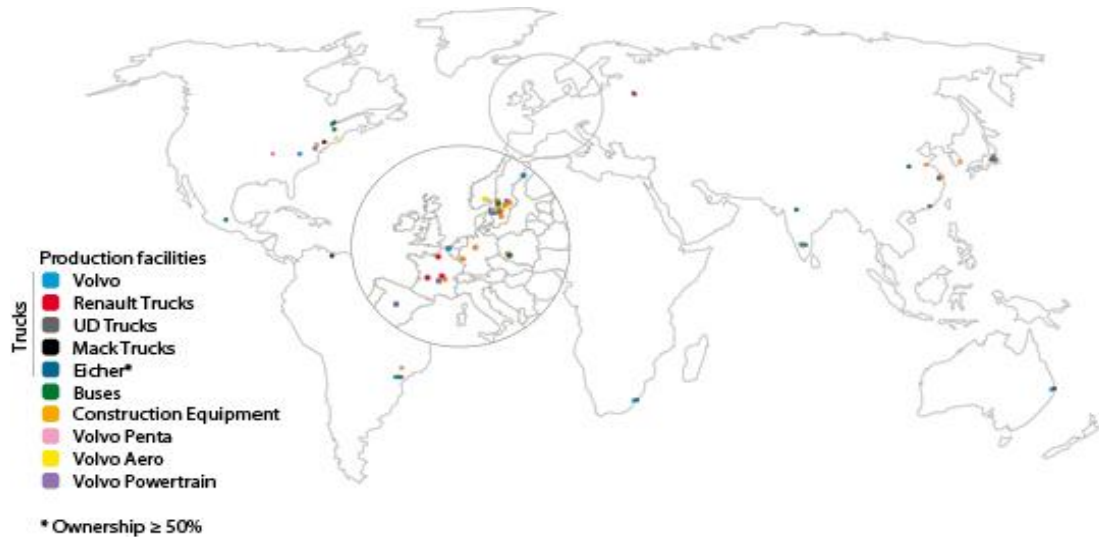 Production facilities
Trucks
Volvo
Renault Trucks
UD Trucks
Mack Trucks
Eicher*
Buses
Construction Equipment
Volvo Penta
Volvo Aero
Volvo Powertrain
* Ownership ≥ 50%